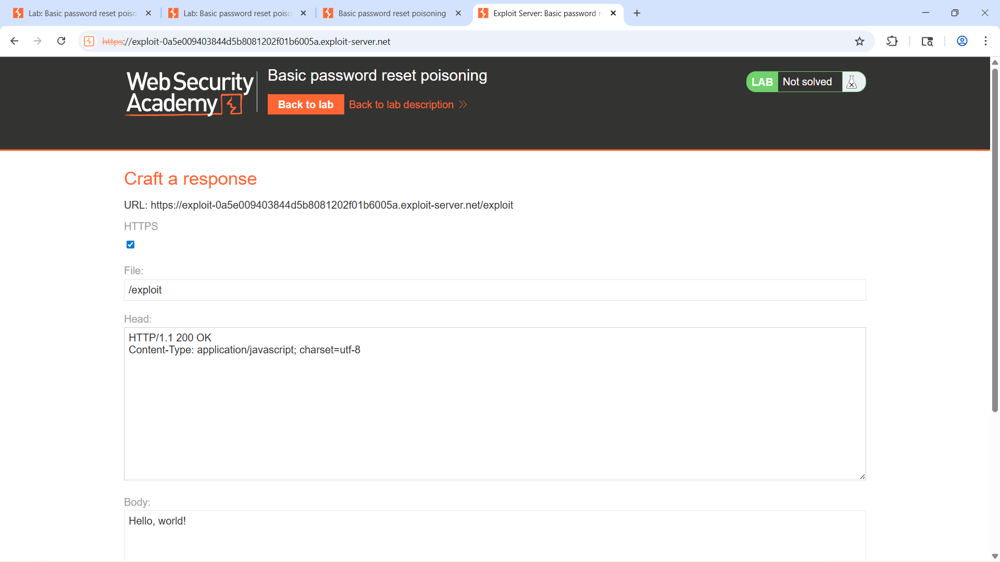 Lab: Basic password reset poiso
Lab: Basic password reset poiso
Basic password reset poisoning
Exploit Server: Basic password r
https://exploit-0a5e009403844d5b8081202f01b6005a.exploit-server.net
Web Security
Academy
Basic password reset poisoning
Back to lab
Back to lab description
LAB
Not solved
Craft a response
URL: https://exploit-0a5e009403844d5b8081202f01b6005a.exploit-server.net/exploit
HTTPS
File:
/exploit
Head:
HTTP/1.1 200 OK
Content-Type: application/javascript; charset=utf-8
Body:
Hello, world!